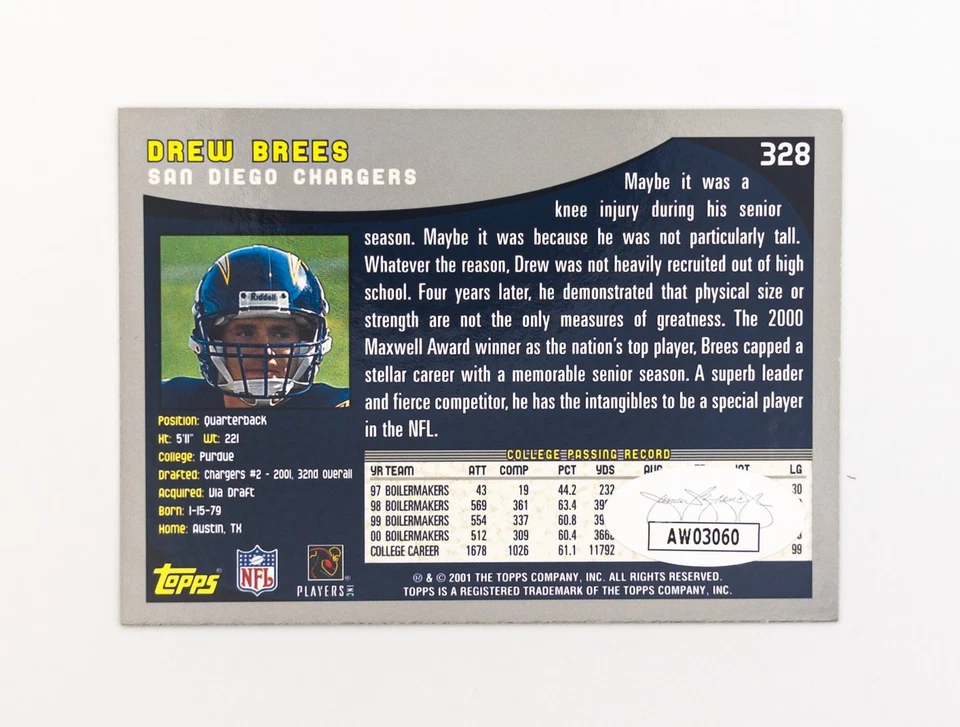 DREW BREES
SAN DIEGO CHARGERS
328
Maybe it was a
knee injury during his senior
season. Maybe it was because he was not particularly tall.
Whatever the reason, Drew was not heavily recruited out of high
school. Four years later, he demonstrated that physical size or
strength are not the only measures of greatness. The 2000
Maxwell Award winner as the nation's top player, Brees capped a
stellar career with a memorable senior season. A superb leader
and fierce competitor, he has the intangibles to be a special player
in the NFL.
Riddell
Position: Quarterback
Ht: 5'11" Wt: 221
College: Purdue
Drafted: Chargers #2 - 2001, 32nd overall
Acquired: Via Draft
Born: 1-15-79
Home: Austin, TX
COLLEGE PASSING RECORD
YR TEAM ATT COMP PCT YDS LG
97 BOILERMAKERS 43 19 44.2 232 30
98 BOILERMAKERS 569 361 63.4
99 BOILERMAKERS 554 337 60.8
00 BOILERMAKERS 512 309 60.4
COLLEGE CAREER 1678 1026 61.1 11792 99
AW03060
topps
NFL
PLAYERS INC
® & © 2001 THE TOPPS COMPANY, INC. ALL RIGHTS RESERVED.
TOPPS IS A REGISTERED TRADEMARK OF THE TOPPS COMPANY, INC.